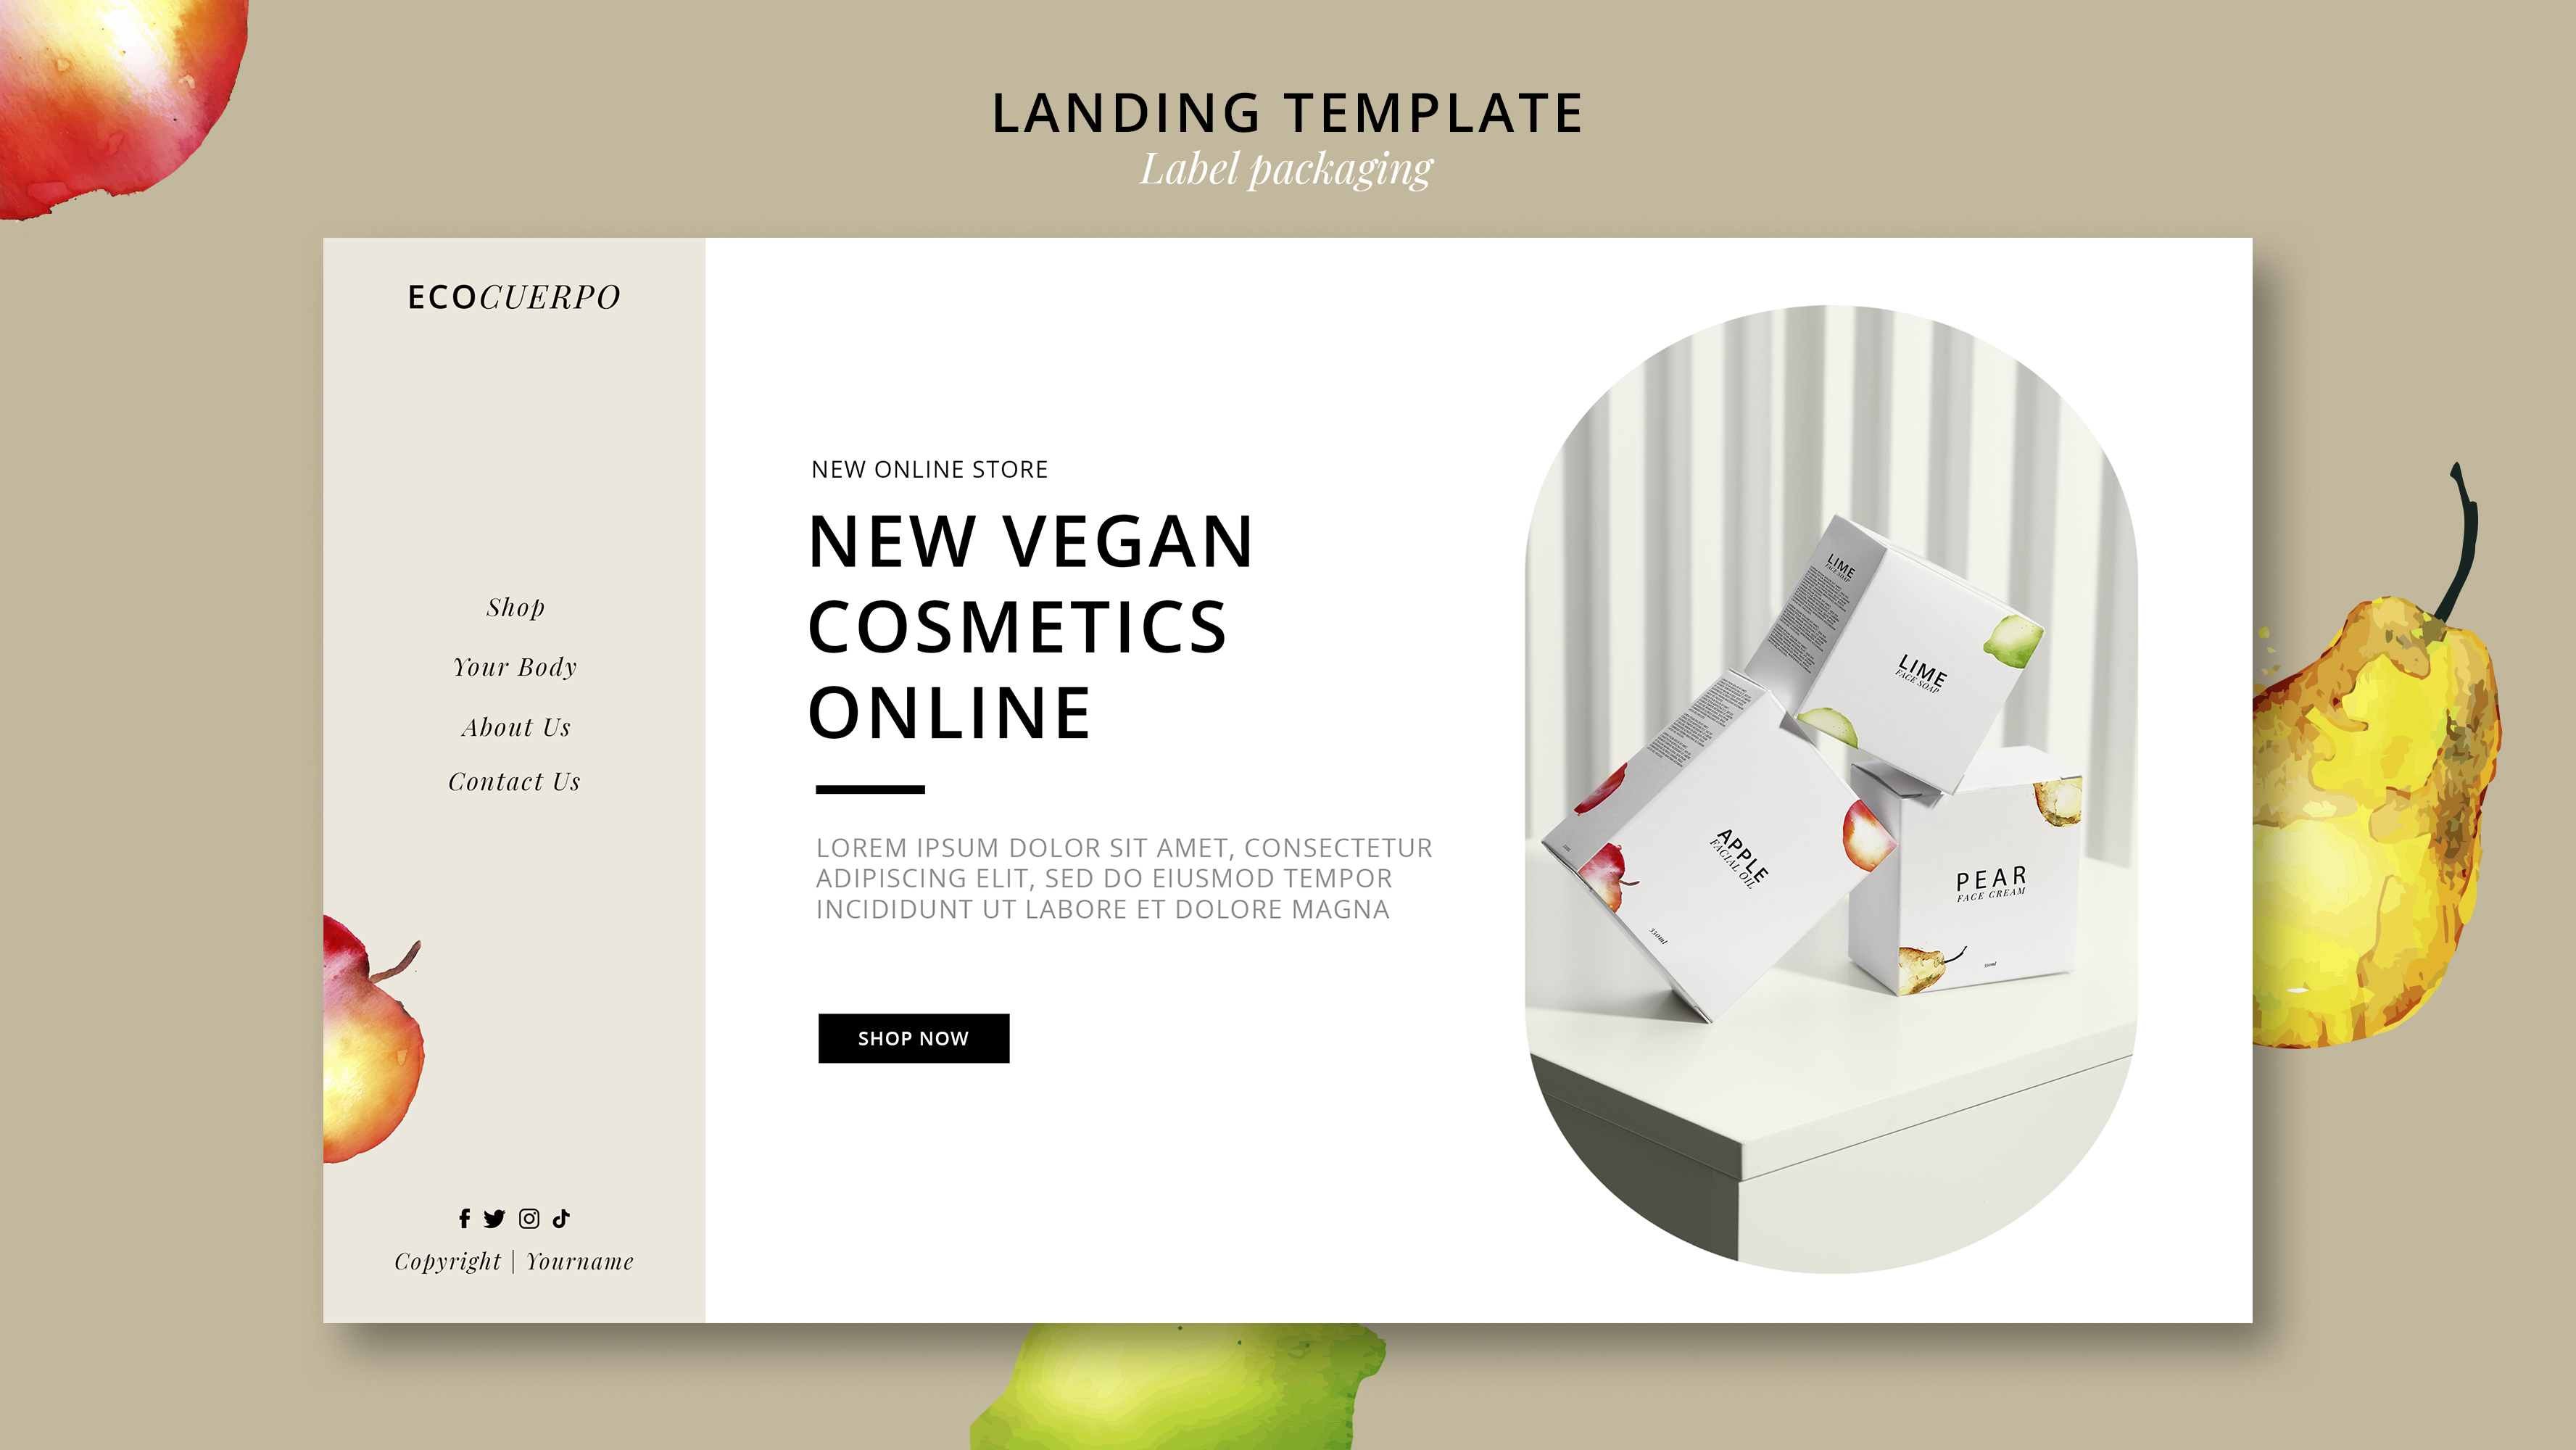 LANDING TEMPLATE
Label packaging
ECOCUERPO
Shop
Your Body
About Us
Contact Us
Copyright | Yourname
NEW ONLINE STORE
NEW VEGAN
COSMETICS
ONLINE
LOREM IPSUM DOLOR SIT AMET, CONSECTETUR
ADIPISCING ELIT, SED DO EIUSMOD TEMPOR
INCIDIDUNT UT LABORE ET DOLORE MAGNA
SHOP NOW
LIME
FACE SOAP
LIME
FACE SOAP
APPLE
FACIAL OIL
330ml
PEAR
FACE CREAM